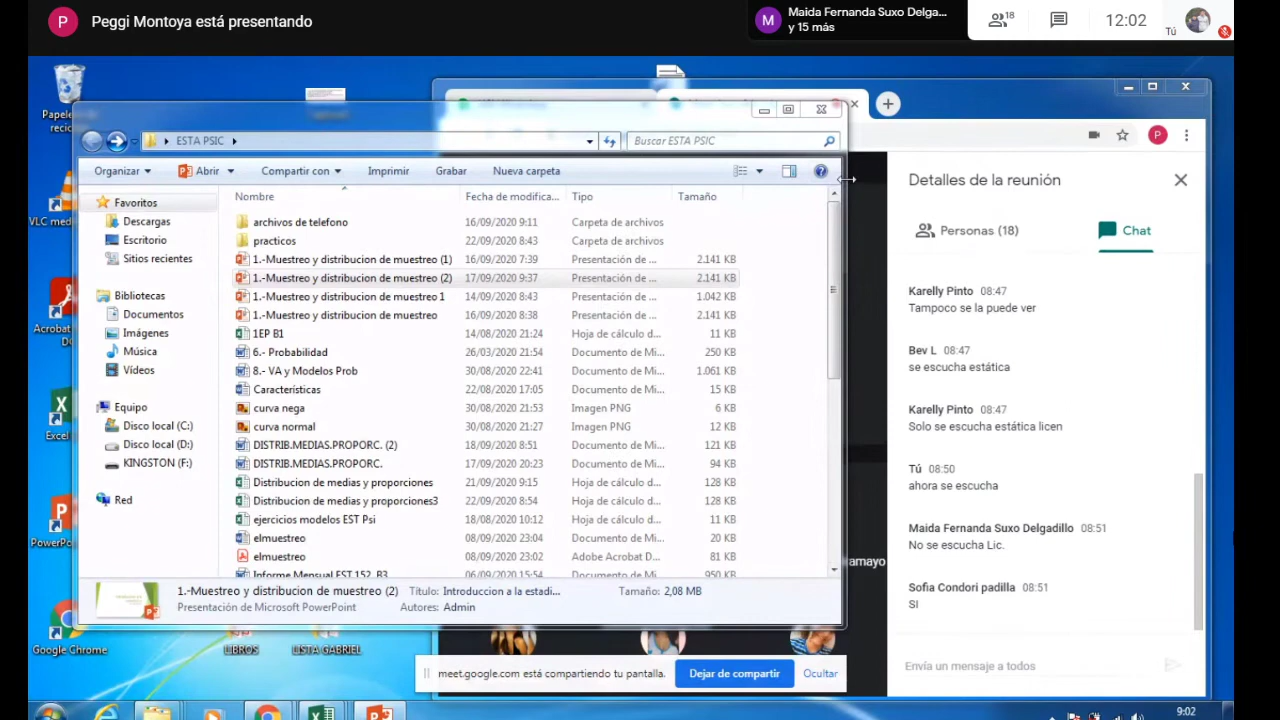 P Peggi Montoya está presentando
M Maida Fernanda Suxo Delga...
y 15 más
18
12:02
Tú
Papele
recic
VLC med
Acrobat
DC
Excel
PowerPo
Google Chrome
LIBROS
LISTA GABRIEL
ESTA PSIC
Buscar ESTA PSIC
Organizar Abrir Compartir con Imprimir Grabar Nueva carpeta
Nombre Fecha de modifica... Tipo Tamaño
Favoritos
Descargas
Escritorio
Sitios recientes
Bibliotecas
Documentos
Imágenes
Música
Vídeos
Equipo
Disco local (C:)
Disco local (D:)
KINGSTON (F:)
Red
archivos de telefono 16/09/2020 9:11 Carpeta de archivos
practicos 22/09/2020 8:43 Carpeta de archivos
1.-Muestreo y distribucion de muestreo (1) 16/09/2020 7:39 Presentación de ... 2.141 KB
1.-Muestreo y distribucion de muestreo (2) 17/09/2020 9:37 Presentación de ... 2.141 KB
1.-Muestreo y distribucion de muestreo 1 14/09/2020 8:43 Presentación de ... 1.042 KB
1.-Muestreo y distribucion de muestreo 16/09/2020 8:38 Presentación de ... 2.141 KB
1EP B1 14/08/2020 21:24 Hoja de cálculo d... 11 KB
6.- Probabilidad 26/03/2020 21:54 Documento de Mi... 250 KB
8.- VA y Modelos Prob 30/08/2020 22:41 Documento de Mi... 1.061 KB
Características 22/08/2020 17:05 Documento de Mi... 15 KB
curva nega 30/08/2020 21:53 Imagen PNG 6 KB
curva normal 30/08/2020 21:27 Imagen PNG 12 KB
DISTRIB.MEDIAS.PROPORC. (2) 18/09/2020 8:51 Documento de Mi... 121 KB
DISTRIB.MEDIAS.PROPORC. 17/09/2020 20:23 Documento de Mi... 94 KB
Distribucion de medias y proporciones 21/09/2020 9:15 Hoja de cálculo d... 128 KB
Distribucion de medias y proporciones3 22/09/2020 8:54 Hoja de cálculo d... 128 KB
ejercicios modelos EST Psi 18/08/2020 10:12 Hoja de cálculo d... 11 KB
elmuestreo 08/09/2020 23:04 Documento de Mi... 20 KB
elmuestreo 08/09/2020 23:02 Adobe Acrobat D... 81 KB
Informe Mensual EST 152 B3 06/09/2020 15:54 Documento de Mi... 950 KB
1.-Muestreo y distribucion de muestreo (2) Título: Introduccion a la estadi... Tamaño: 2,08 MB
Presentación de Microsoft PowerPoint Autores: Admin
amayo
meet.google.com está compartiendo tu pantalla. Dejar de compartir Ocultar
P
Detalles de la reunión
Personas (18) Chat
Karelly Pinto 08:47
Tampoco se la puede ver
Bev L 08:47
se escucha estática
Karelly Pinto 08:47
Solo se escucha estática licen
Tú 08:50
ahora se escucha
Maida Fernanda Suxo Delgadillo 08:51
No se escucha Lic.
Sofia Condori padilla 08:51
SI
Envía un mensaje a todos
9:02